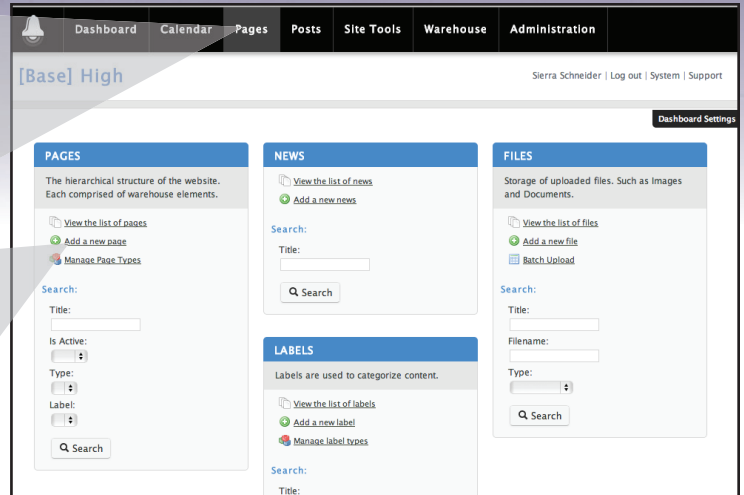 Dashboard Calendar Pages Posts Site Tools Warehouse Administration
[Base] High
Sierra Schneider | Log out | System | Support
Dashboard Settings
PAGES
The hierarchical structure of the website.
Each comprised of warehouse elements.
View the list of pages
Add a new page
Manage Page Types
Search:
Title:
Is Active:
Type:
Label:
Search
NEWS
View the list of news
Add a new news
Search:
Title:
Search
LABELS
Labels are used to categorize content.
View the list of labels
Add a new label
Manage label types
Search:
Title:
FILES
Storage of uploaded files. Such as Images
and Documents.
View the list of files
Add a new file
Batch Upload
Search:
Title:
Filename:
Type:
Search